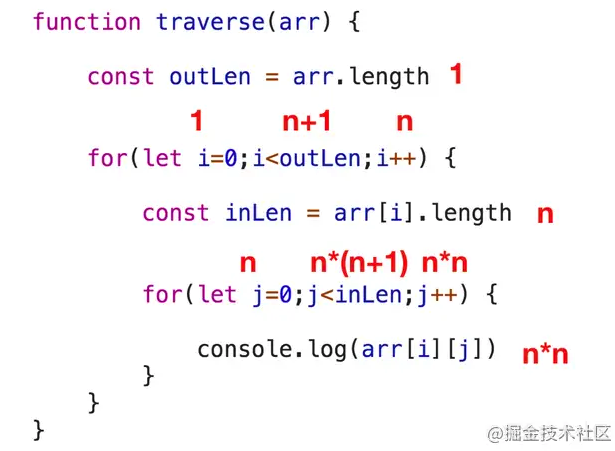 function traverse(arr) {
const outLen = arr.length 1
1 n+1 n
for(let i=0;i<outLen;i++) {
const inLen = arr[i].length n
n n*(n+1) n*n
for(let j=0;j<inLen;j++) {
console.log(arr[i][j]) n*n
}
}
}
@掘金技术社区